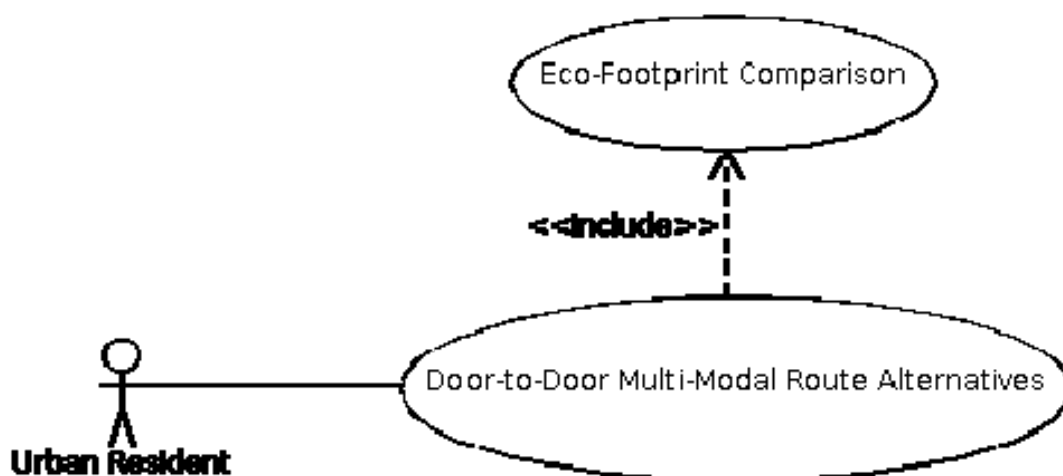 Eco-Footprint Comparison
<<Include>>
Door-to-Door Multi-Modal Route Alternatives
Urban Resident